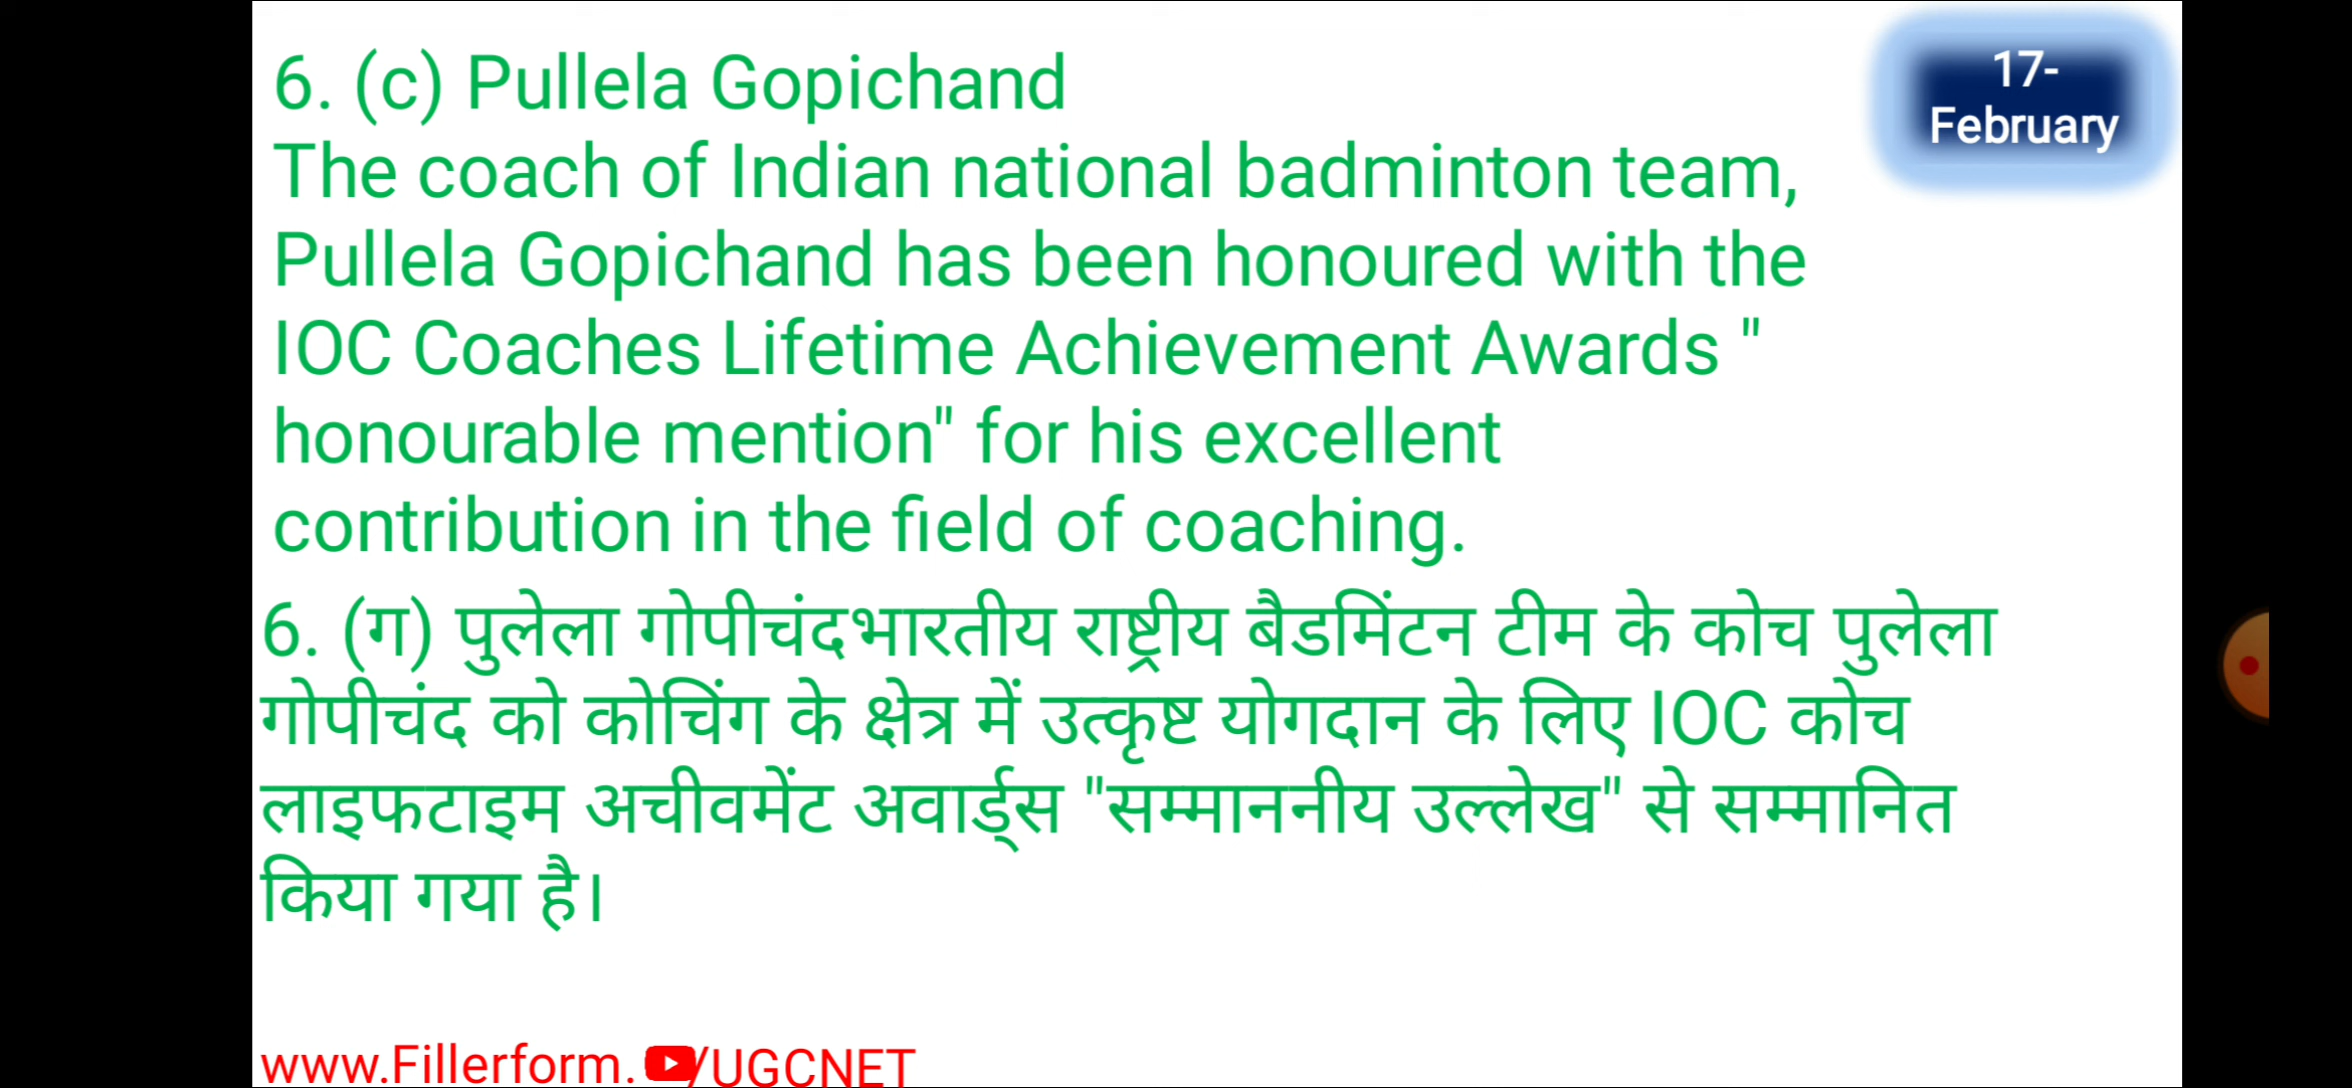 6. (c) Pullela Gopichand
17-
February
The coach of Indian national badminton team,
Pullela Gopichand has been honoured with the
IOC Coaches Lifetime Achievement Awards "
honourable mention" for his excellent
contribution in the field of coaching.
6. (ग) पुलेला गोपीचंदभारतीय राष्ट्रीय बैडमिंटन टीम के कोच पुलेला
गोपीचंद को कोचिंग के क्षेत्र में उत्कृष्ट योगदान के लिए IOC कोच
लाइफटाइम अचीवमेंट अवार्ड्स "सम्माननीय उल्लेख" से सम्मानित
किया गया है।
www.Fillerform. /UGCNET